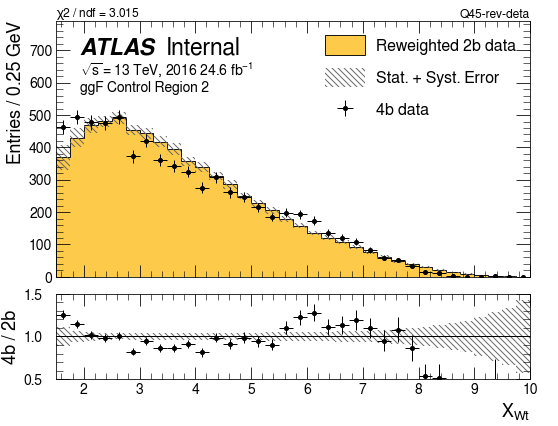 χ2 / ndf = 3.015
Q45-rev-deta
ATLAS Internal
√s = 13 TeV, 2016 24.6 fb⁻¹
ggF Control Region 2
Reweighted 2b data
Stat. + Syst. Error
4b data
Entries / 0.25 GeV
700
600
500
400
300
200
100
0
4b / 2b
1.5
1.0
0.5
2 3 4 5 6 7 8 9 10
X_Wt